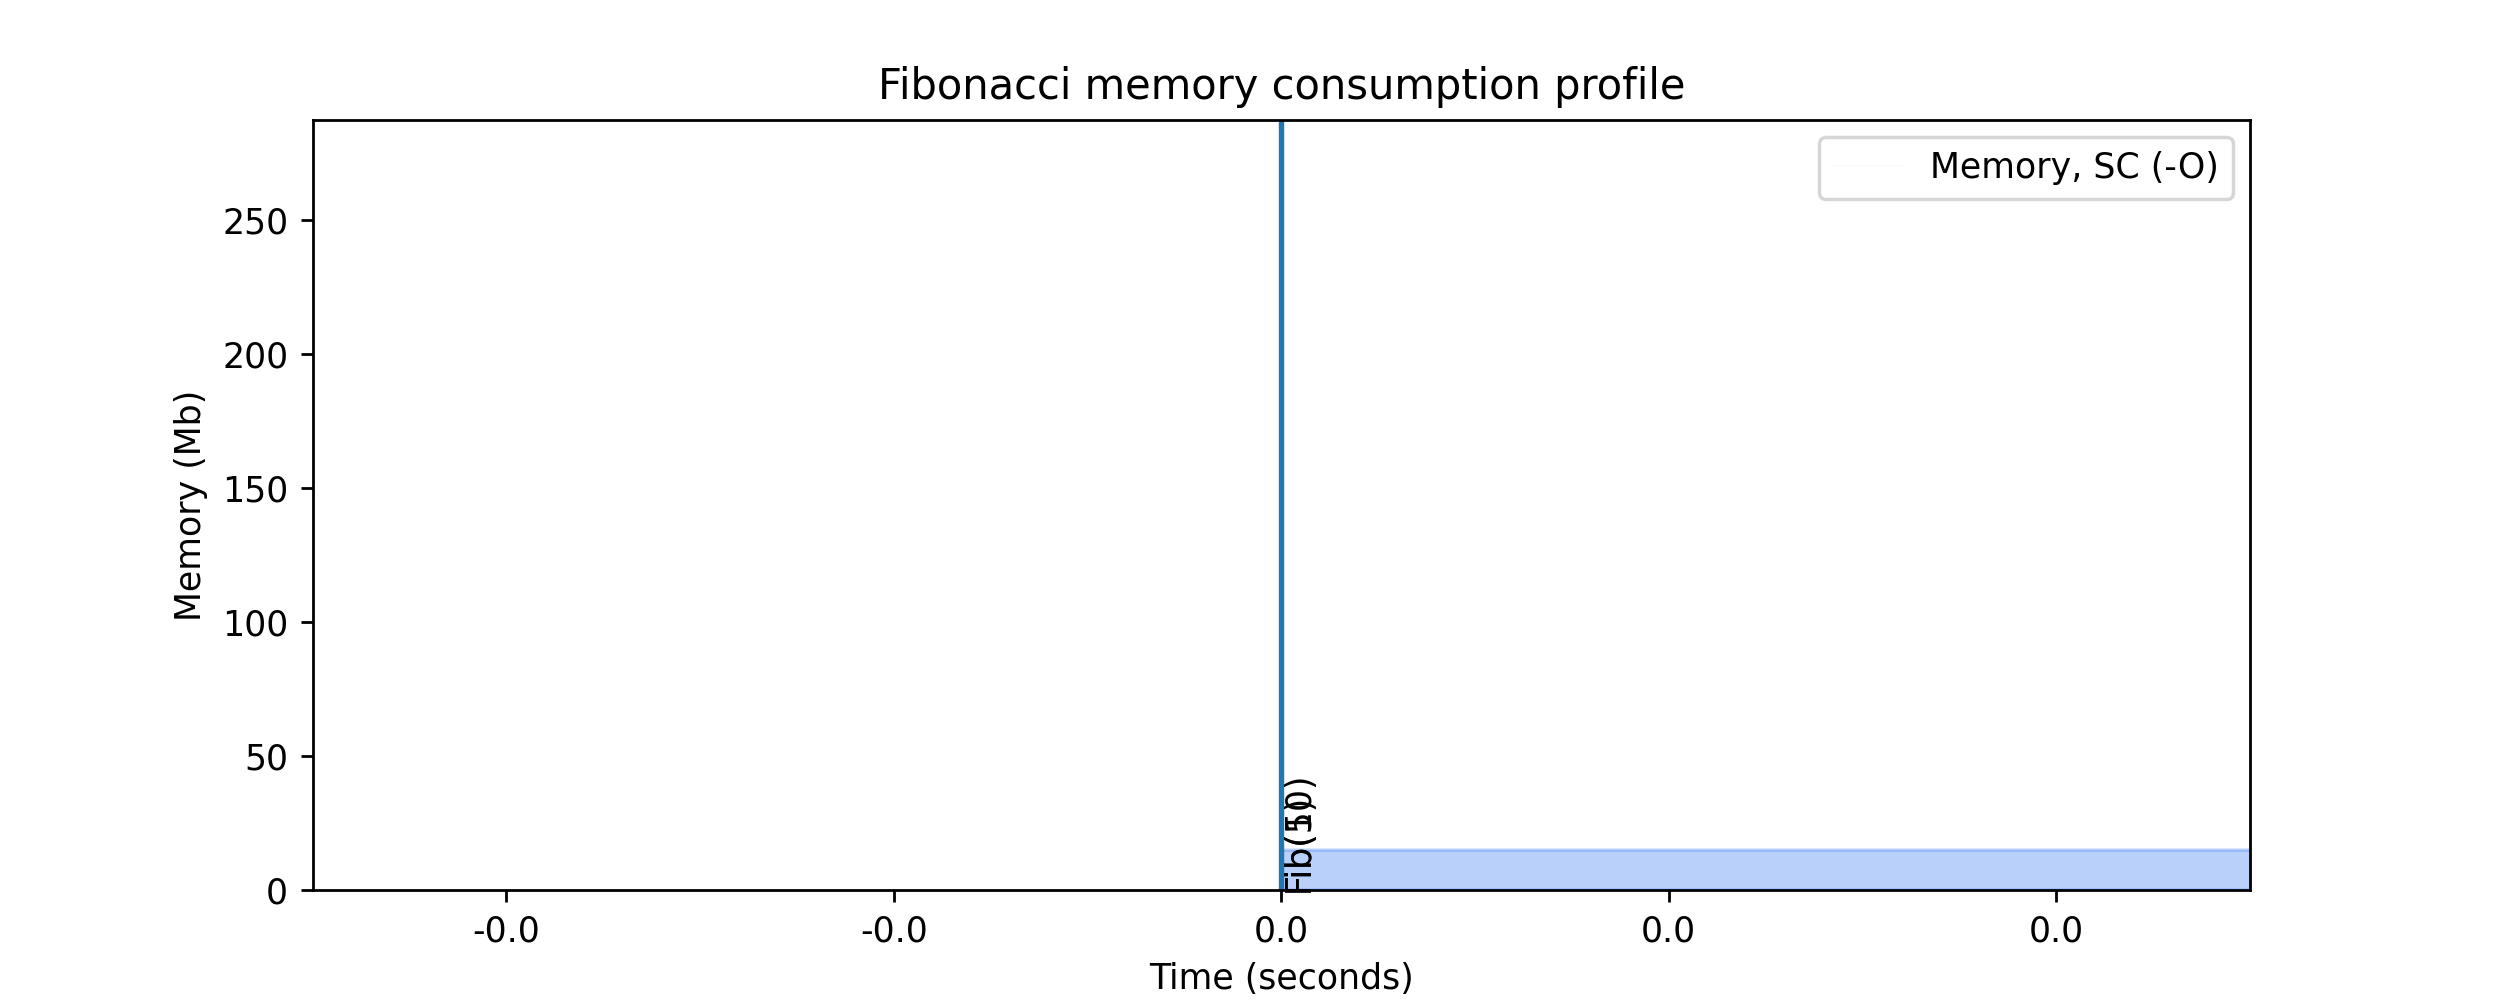 Fibonacci memory consumption profile
Memory, SC (-O)
Memory (Mb)
250
200
150
100
50
0
-0.0
-0.0
0.0
0.0
0.0
Time (seconds)